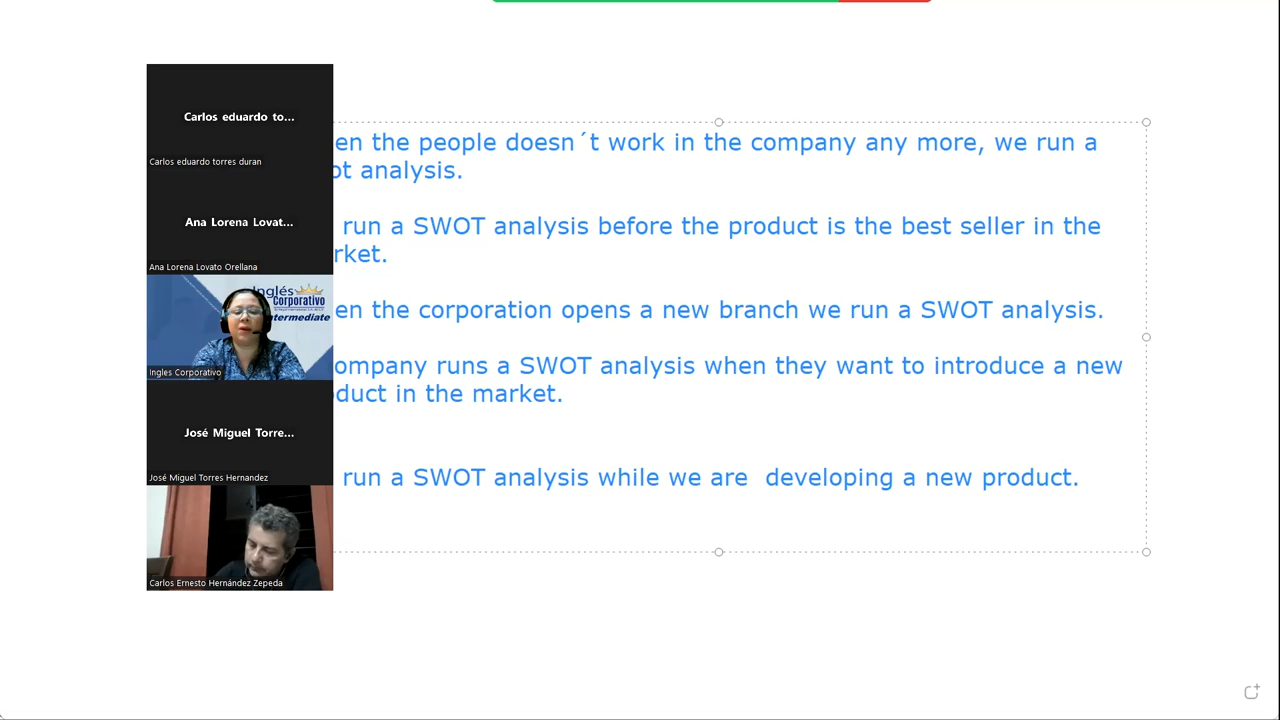 Carlos eduardo to...
Carlos eduardo torres duran
Ana Lorena Lovat...
Ana Lorena Lovato Orellana
Inglés
Corporativo
Intermediate
Ingles Corporativo
José Miguel Torre...
José Miguel Torres Hernandez
Carlos Ernesto Hernández Zepeda
en the people doesn´t work in the company any more, we run a
ot analysis.
run a SWOT analysis before the product is the best seller in the
rket.
en the corporation opens a new branch we run a SWOT analysis.
ompany runs a SWOT analysis when they want to introduce a new
duct in the market.
run a SWOT analysis while we are  developing a new product.